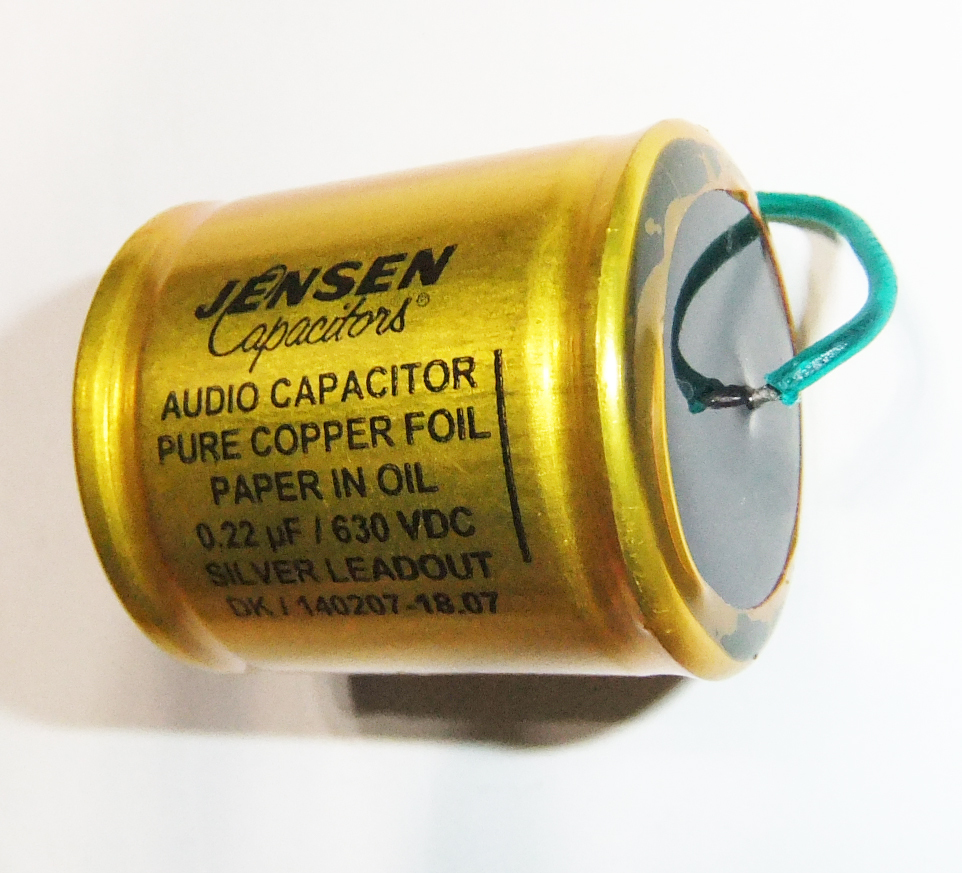 JENSEN
Capacitors®
AUDIO CAPACITOR
PURE COPPER FOIL
PAPER IN OIL
0.22 µF / 630 VDC
SILVER LEADOUT
DK / 140207-18.07